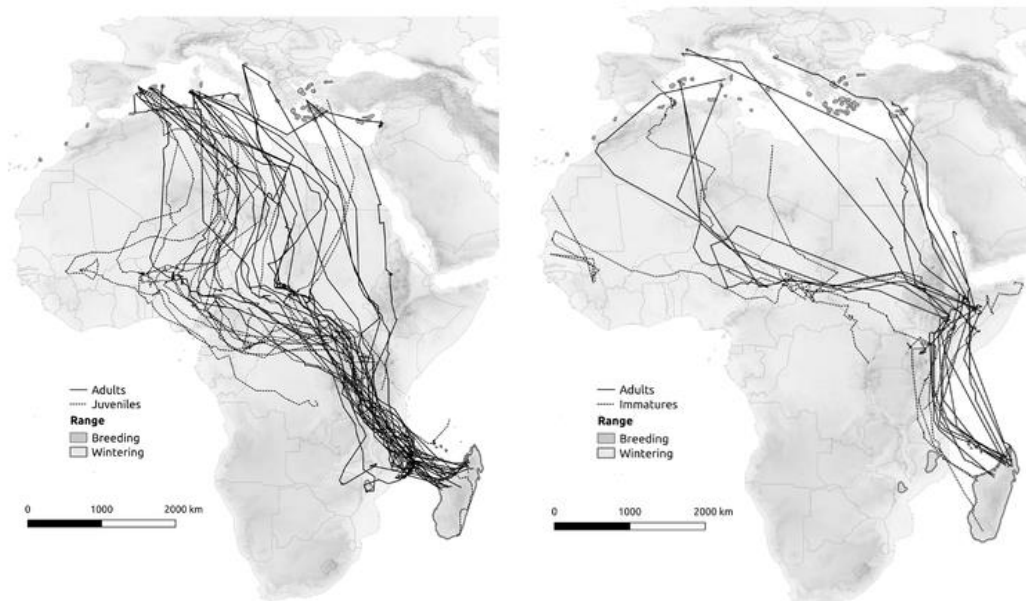 Adults
Juveniles
Range
Breeding
Wintering
0 1000 2000 km
Adults
Immatures
Range
Breeding
Wintering
0 1000 2000 km